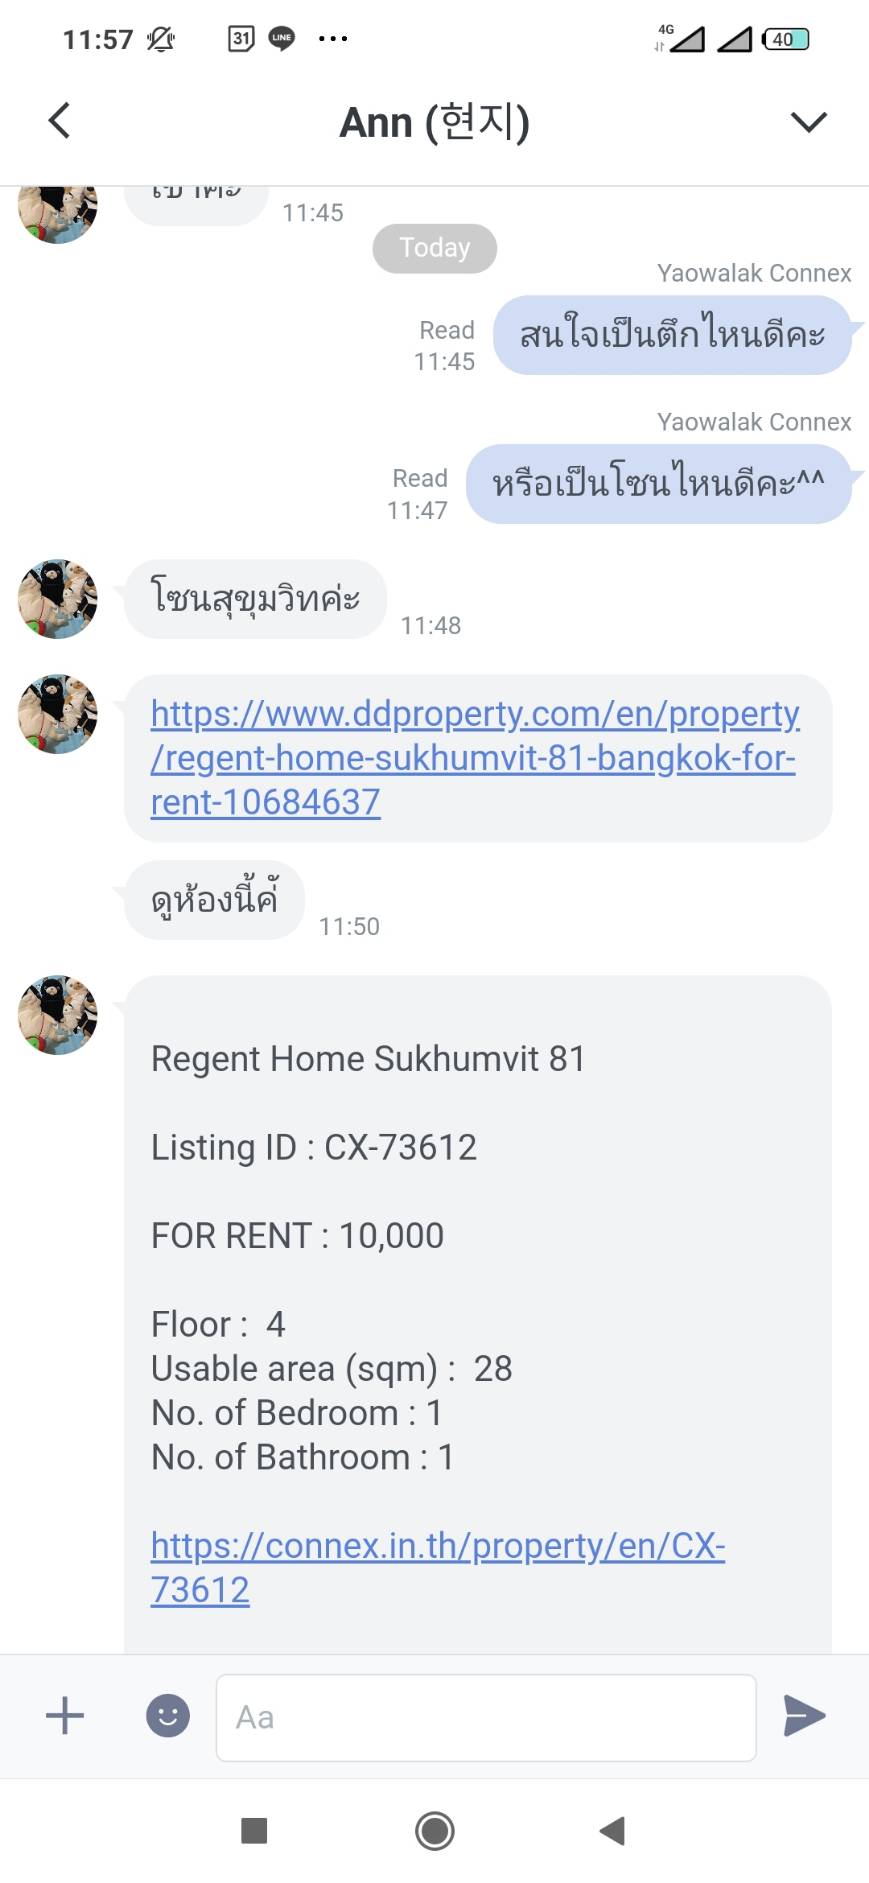 11:57
31
LINE
4G
40
Ann (현지)
11:45
Today
Yaowalak Connex
สนใจเป็นตึกไหนดีคะ
Read
11:45
Yaowalak Connex
หรือเป็นโซนไหนดีคะ^^
Read
11:47
โซนสุขุมวิทค่ะ
11:48
https://www.ddproperty.com/en/property
/regent-home-sukhumvit-81-bangkok-for-
rent-10684637
ดูห้องนี้ค่ั
11:50
Regent Home Sukhumvit 81
Listing ID : CX-73612
FOR RENT : 10,000
Floor : 4
Usable area (sqm) : 28
No. of Bedroom : 1
No. of Bathroom : 1
https://connex.in.th/property/en/CX-
73612
Aa